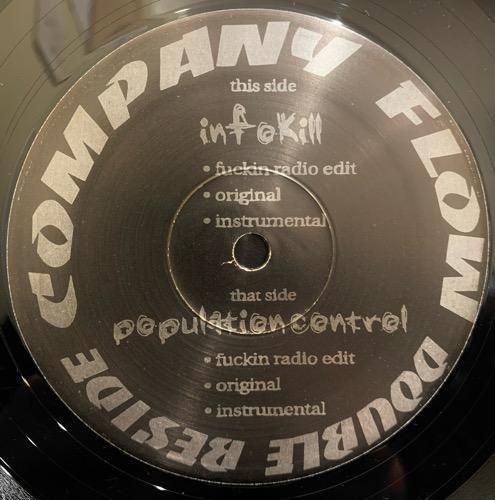 COMPANY FLOW
this side
infokill
• fuckin radio edit
• original
• instrumental
that side
populationcontrol
• fuckin radio edit
• original
• instrumental
DOUBLE BESIDE